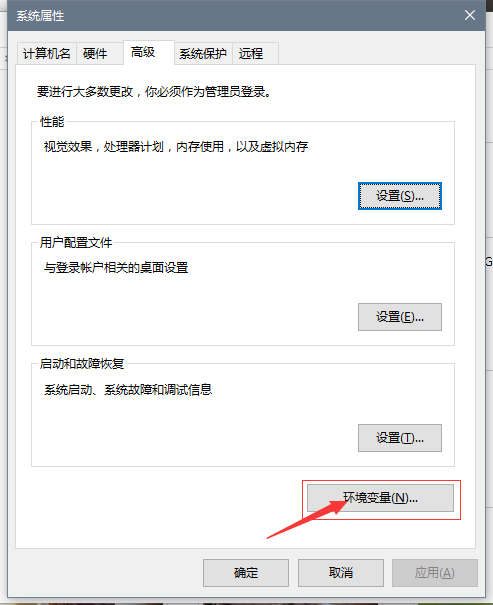 系统属性
计算机名 硬件 高级 系统保护 远程
要进行大多数更改，你必须作为管理员登录。
性能
视觉效果，处理器计划，内存使用，以及虚拟内存
设置(S)...
用户配置文件
与登录帐户相关的桌面设置
设置(E)...
启动和故障恢复
系统启动、系统故障和调试信息
设置(T)...
环境变量(N)...
确定 取消 应用(A)
G